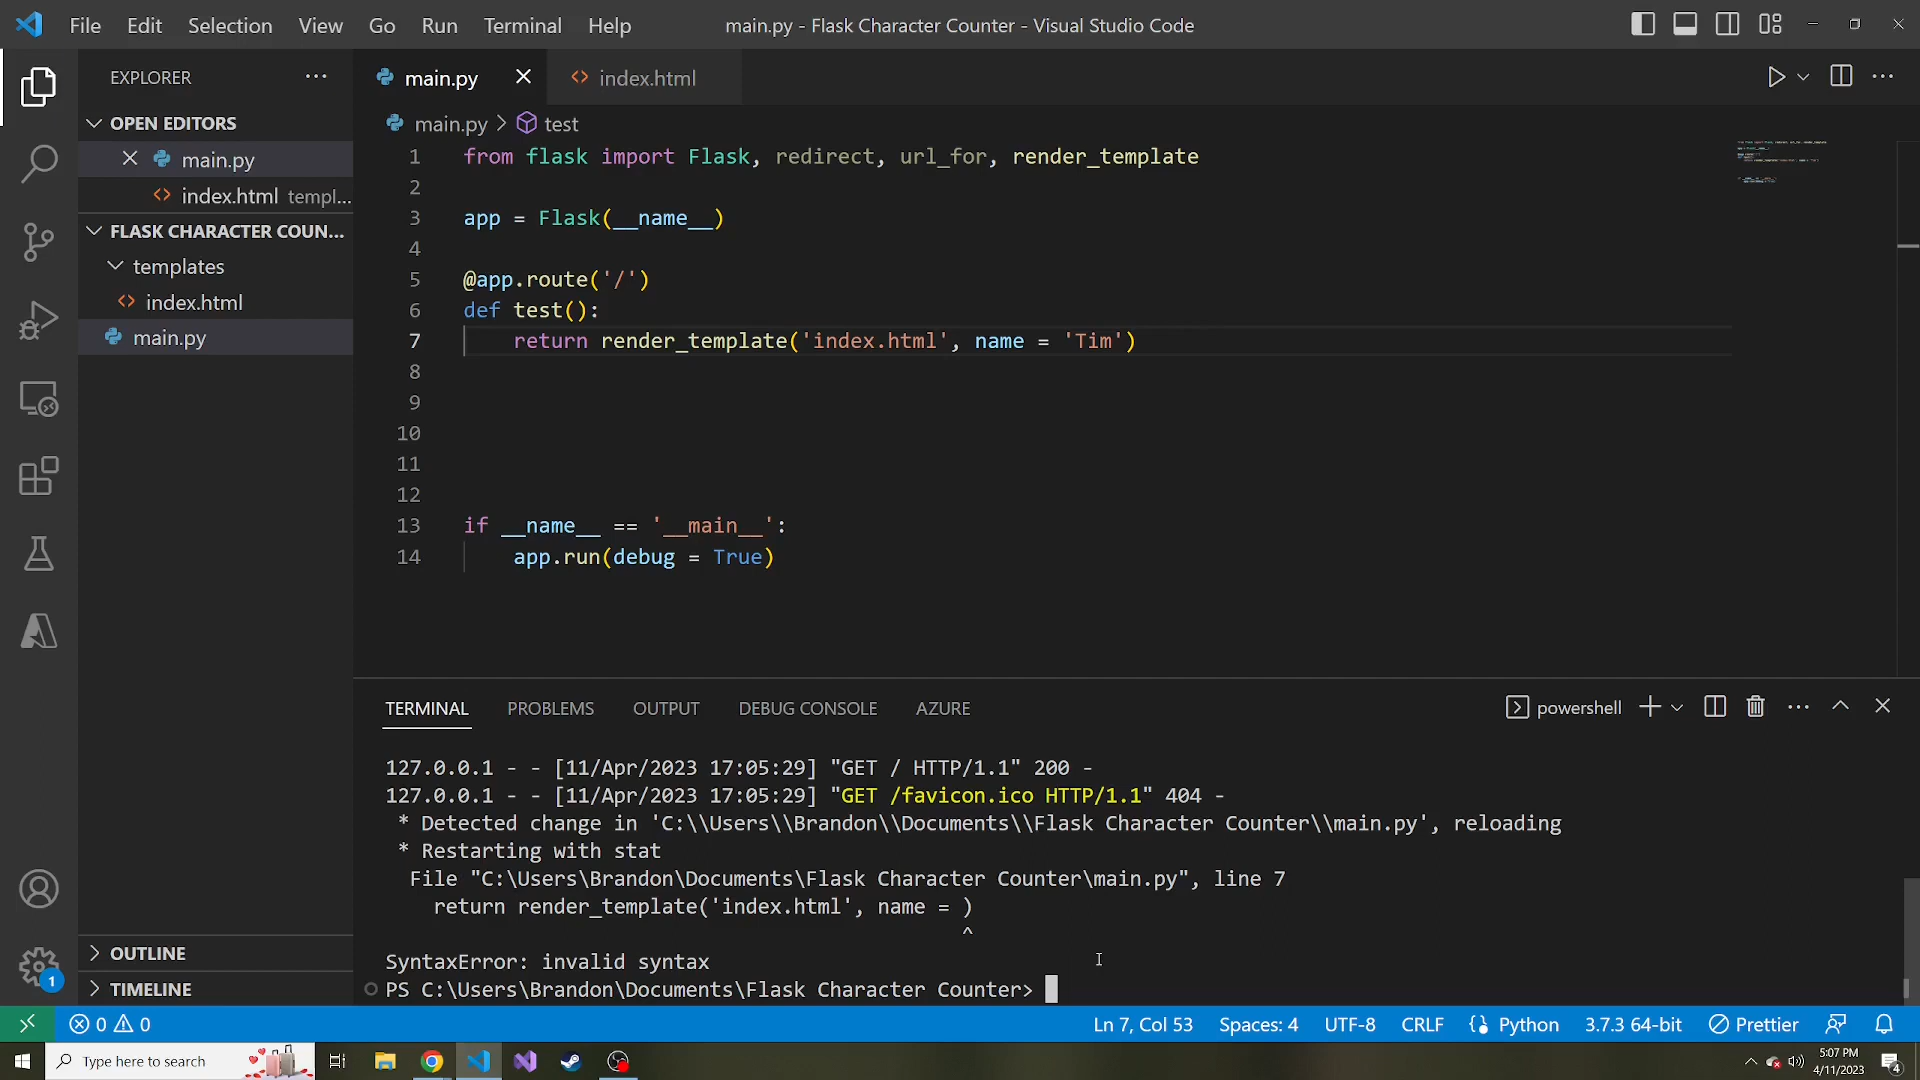 File Edit Selection View Go Run Terminal Help
main.py - Flask Character Counter - Visual Studio Code
EXPLORER
OPEN EDITORS
main.py
index.html templ...
FLASK CHARACTER COUN...
templates
index.html
main.py
OUTLINE
TIMELINE
main.py
index.html
main.py > test
1 from flask import Flask, redirect, url_for, render_template
2
3 app = Flask(__name__)
4
5 @app.route('/')
6 def test():
7 return render_template('index.html', name = 'Tim')
8
9
10
11
12
13 if __name__ == '__main__':
14 app.run(debug = True)
TERMINAL PROBLEMS OUTPUT DEBUG CONSOLE AZURE
powershell
127.0.0.1 - - [11/Apr/2023 17:05:29] "GET / HTTP/1.1" 200 -
127.0.0.1 - - [11/Apr/2023 17:05:29] "GET /favicon.ico HTTP/1.1" 404 -
* Detected change in 'C:\\Users\\Brandon\\Documents\\Flask Character Counter\\main.py', reloading
* Restarting with stat
File "C:\Users\Brandon\Documents\Flask Character Counter\main.py", line 7
return render_template('index.html', name = )
^
SyntaxError: invalid syntax
PS C:\Users\Brandon\Documents\Flask Character Counter>
1
0 0
Ln 7, Col 53 Spaces: 4 UTF-8 CRLF Python 3.7.3 64-bit Prettier
Type here to search
5:07 PM
4/11/2023
4